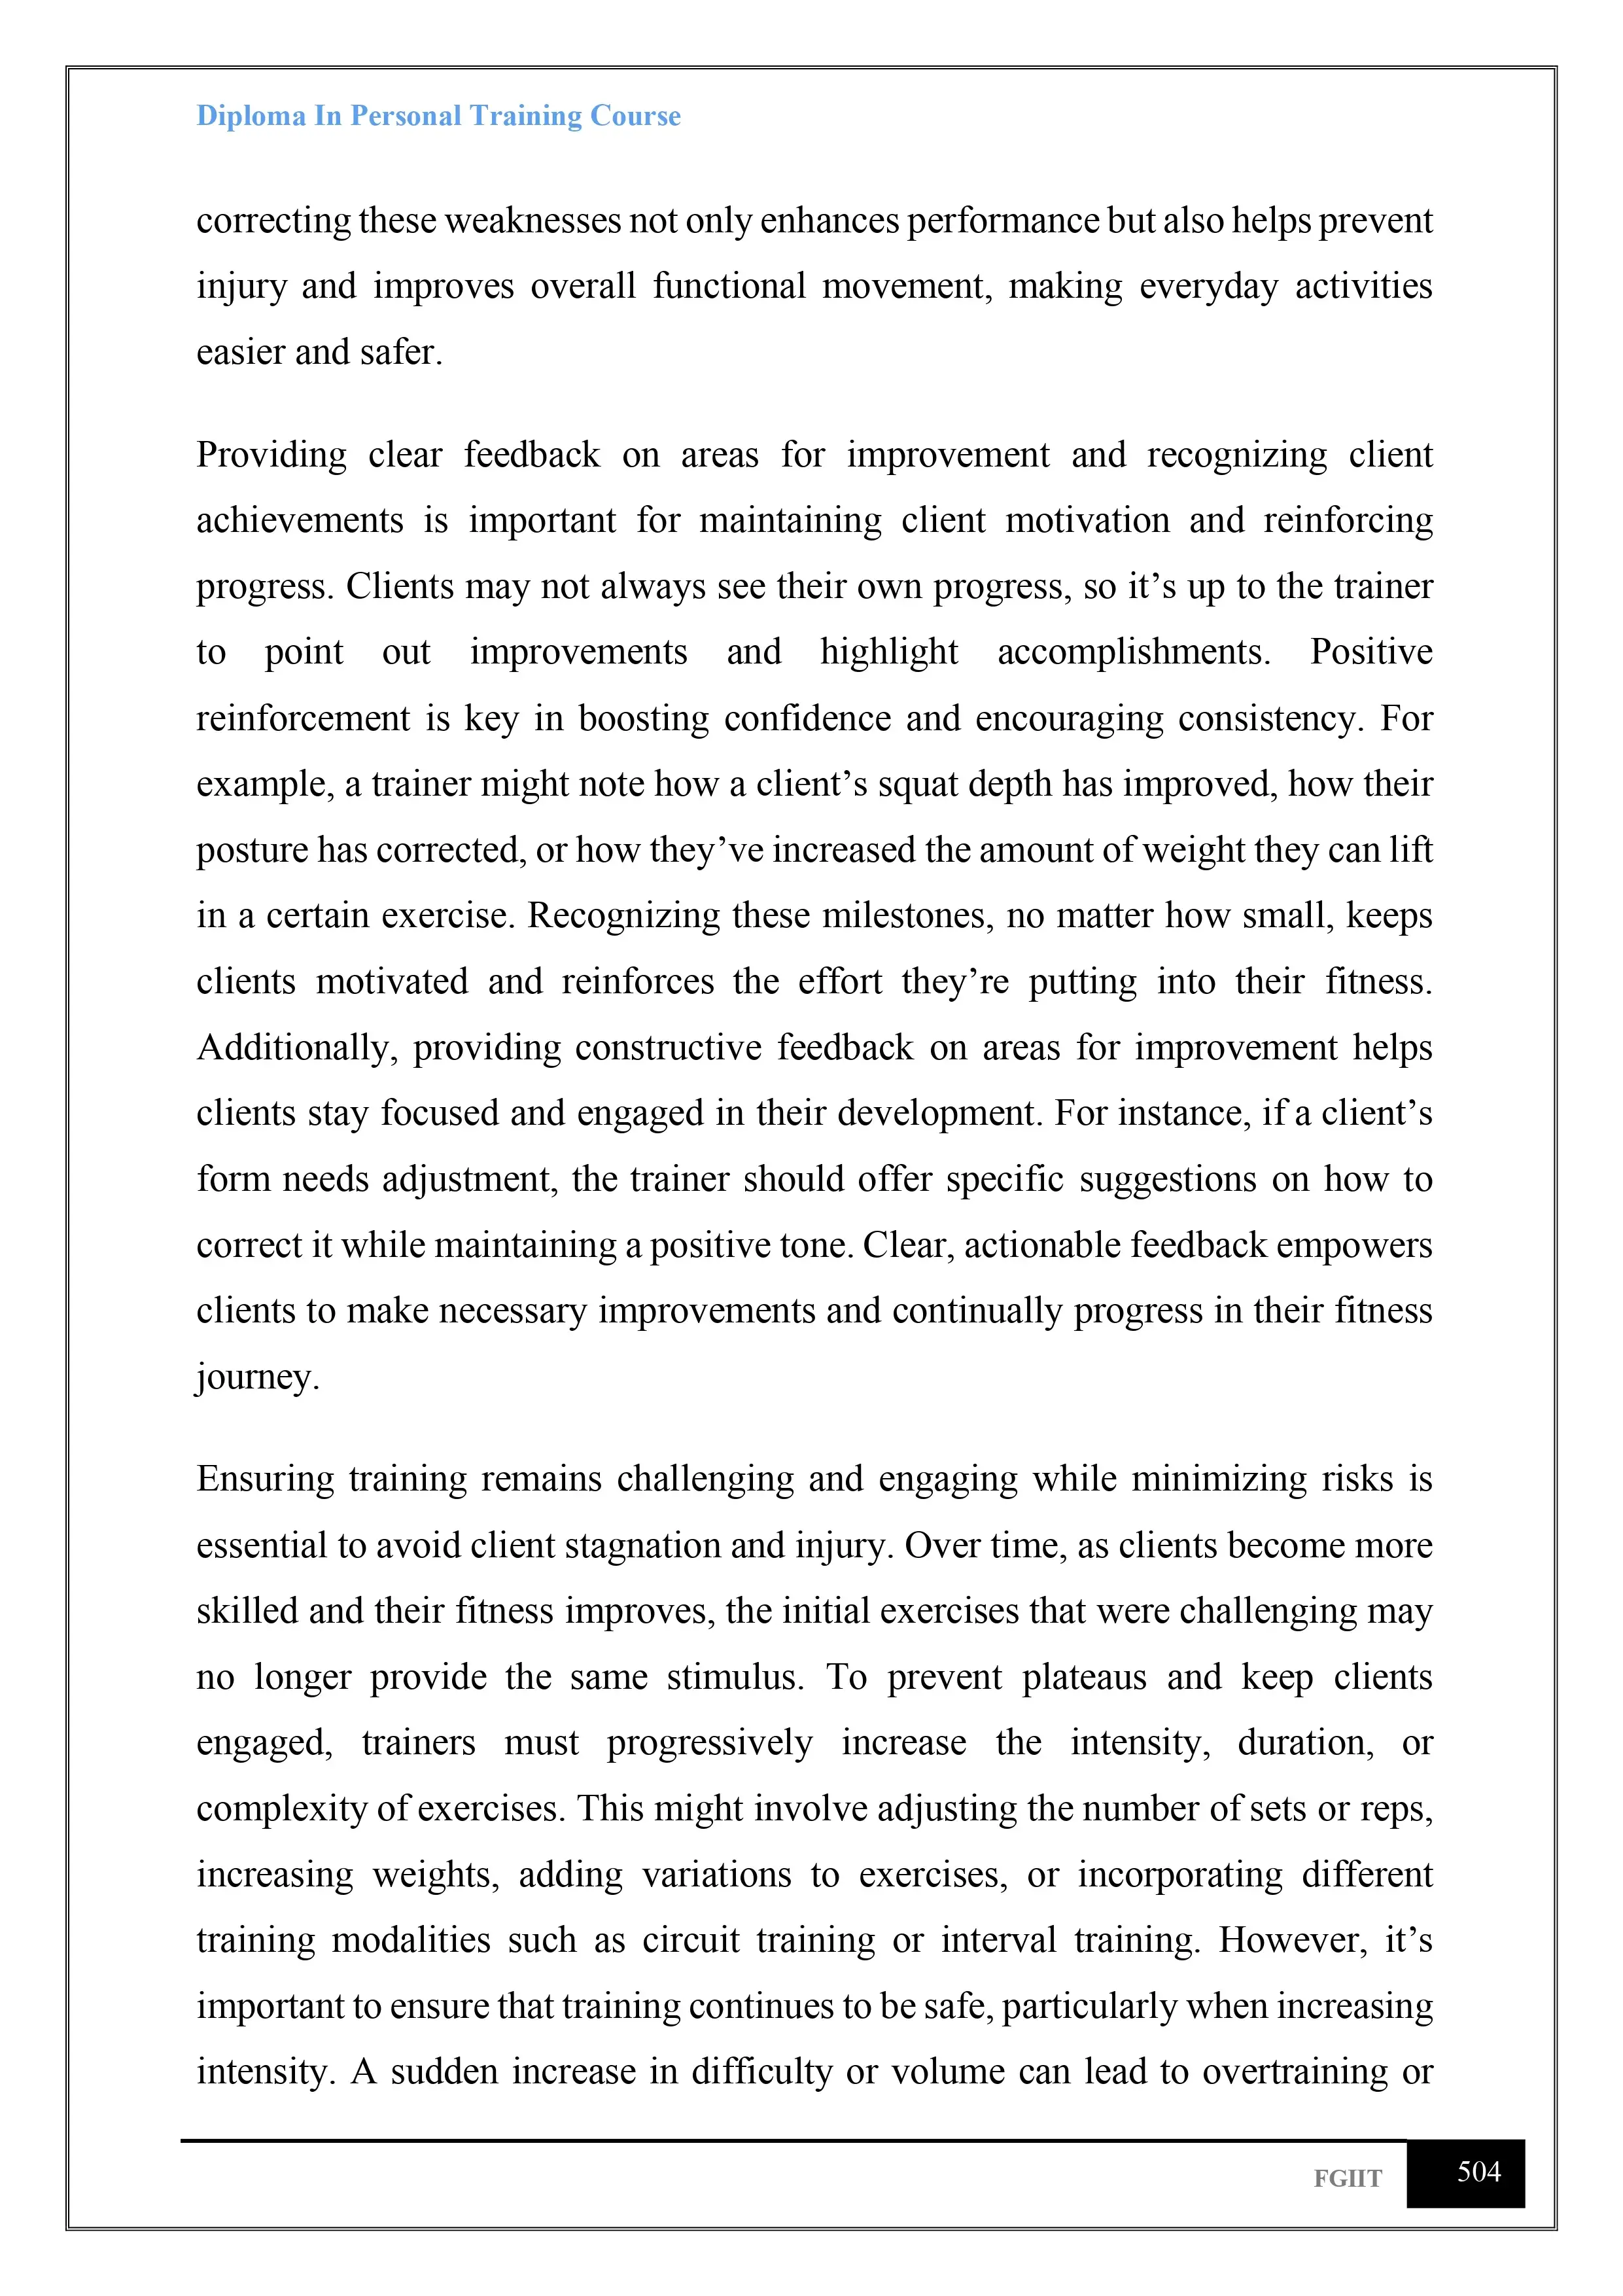 Diploma In Personal Training Course
correcting these weaknesses not only enhances performance but also helps prevent
injury and improves overall functional movement, making everyday activities
easier and safer.
Providing clear feedback on areas for improvement and recognizing client
achievements is important for maintaining client motivation and reinforcing
progress. Clients may not always see their own progress, so it’s up to the trainer
to point out improvements and highlight accomplishments. Positive
reinforcement is key in boosting confidence and encouraging consistency. For
example, a trainer might note how a client’s squat depth has improved, how their
posture has corrected, or how they’ve increased the amount of weight they can lift
in a certain exercise. Recognizing these milestones, no matter how small, keeps
clients motivated and reinforces the effort they’re putting into their fitness.
Additionally, providing constructive feedback on areas for improvement helps
clients stay focused and engaged in their development. For instance, if a client’s
form needs adjustment, the trainer should offer specific suggestions on how to
correct it while maintaining a positive tone. Clear, actionable feedback empowers
clients to make necessary improvements and continually progress in their fitness
journey.
Ensuring training remains challenging and engaging while minimizing risks is
essential to avoid client stagnation and injury. Over time, as clients become more
skilled and their fitness improves, the initial exercises that were challenging may
no longer provide the same stimulus. To prevent plateaus and keep clients
engaged, trainers must progressively increase the intensity, duration, or
complexity of exercises. This might involve adjusting the number of sets or reps,
increasing weights, adding variations to exercises, or incorporating different
training modalities such as circuit training or interval training. However, it’s
important to ensure that training continues to be safe, particularly when increasing
intensity. A sudden increase in difficulty or volume can lead to overtraining or
FGIIT 504